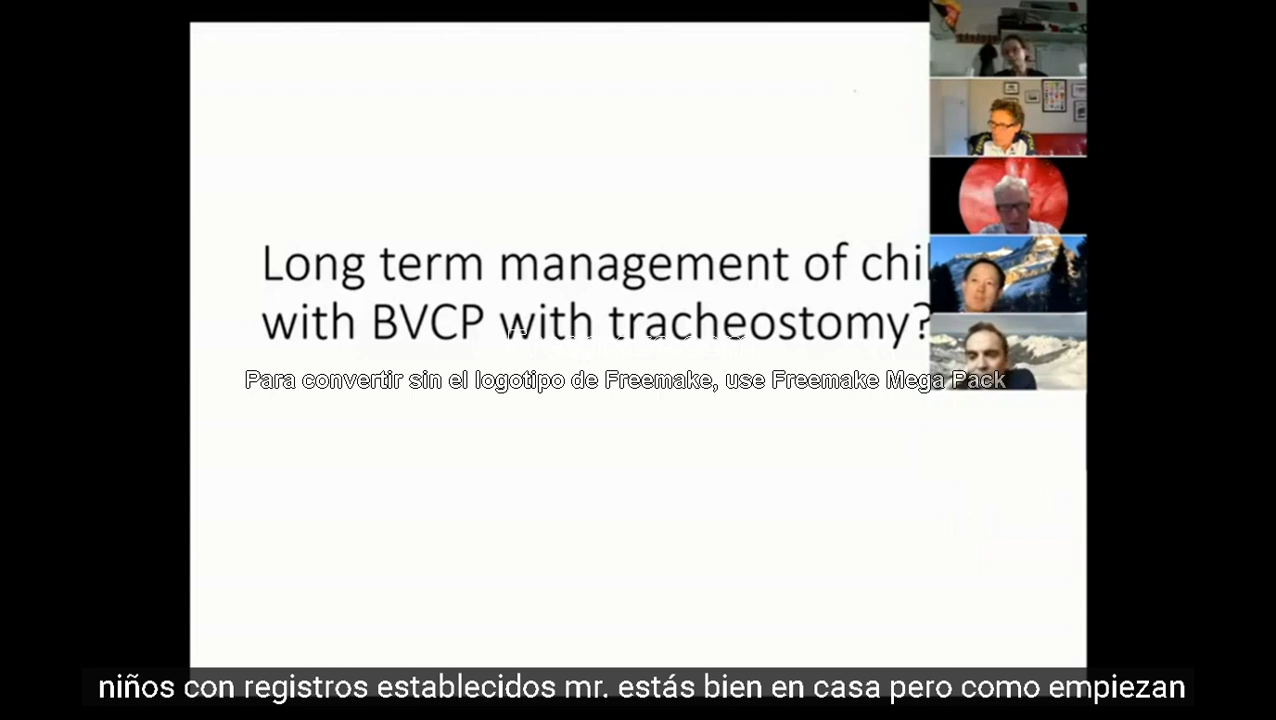 Long term management of chil
with BVCP with tracheostomy?
Para convertir sin el logotipo de Freemake, use Freemake Mega Pack
niños con registros establecidos mr. estás bien en casa pero como empiezan